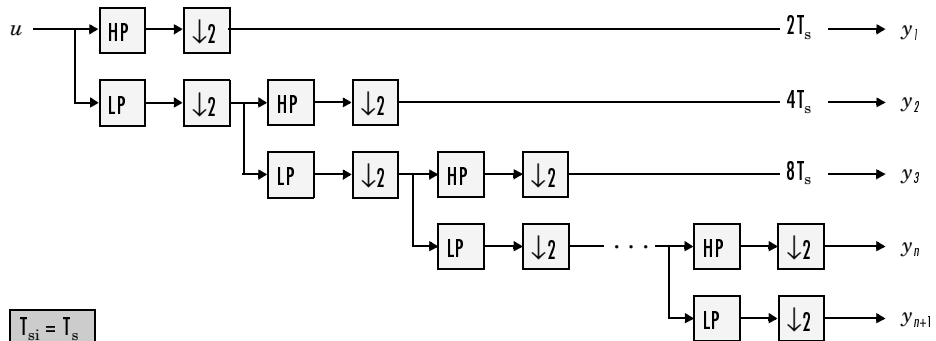 u HP ↓2 2Tₛ y₁
LP ↓2 HP ↓2 4Tₛ y₂
LP ↓2 HP ↓2 8Tₛ y₃
LP ↓2 · · · HP ↓2 yₙ
LP ↓2 yₙ₊₁
Tₛᵢ = Tₛ